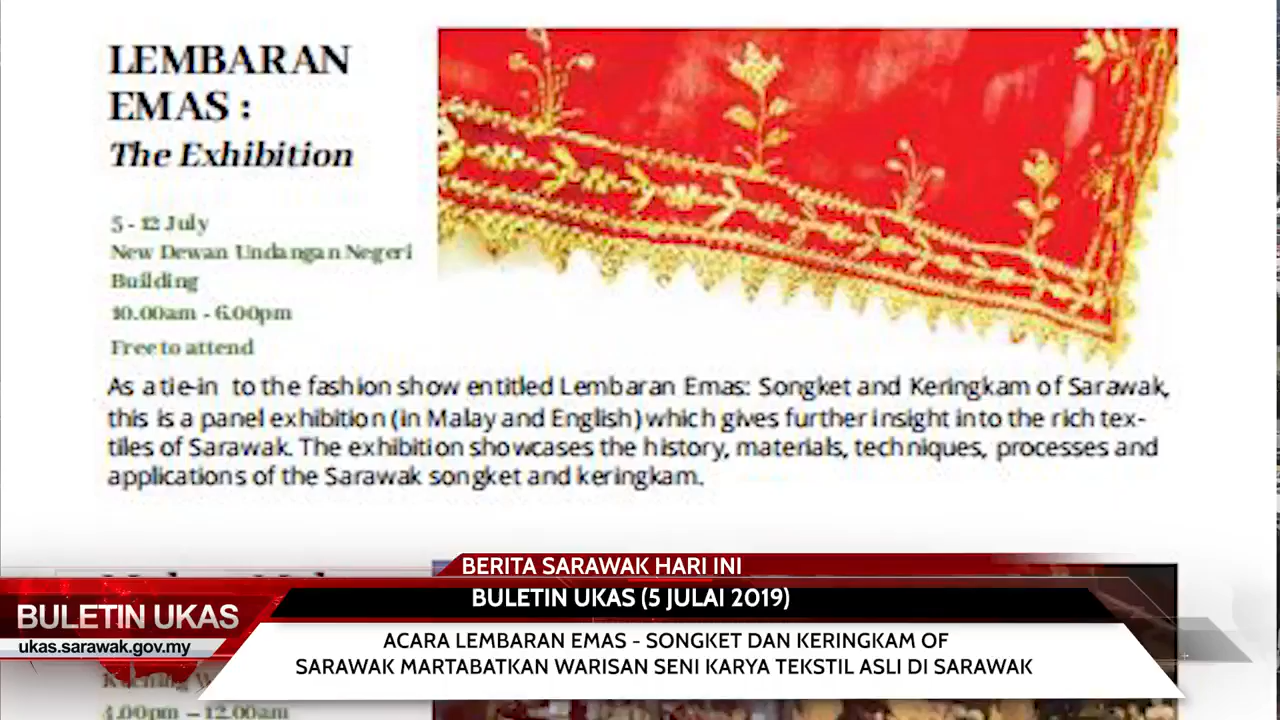 LEMBARAN
EMAS :
The Exhibition
5 - 12 July
New Dewan Undangan Negeri
Building
10.00am - 6.00pm
Free to attend
As a tie-in to the fashion show entitled Lembaran Emas: Songket and Keringkam of Sarawak,
this is a panel exhibition (in Malay and English) which gives further insight into the rich tex-
tiles of Sarawak. The exhibition showcases the history, materials, techniques, processes and
applications of the Sarawak songket and keringkam.
BERITA SARAWAK HARI INI
BULETIN UKAS (5 JULAI 2019)
BULETIN UKAS
ukas.sarawak.gov.my
ACARA LEMBARAN EMAS - SONGKET DAN KERINGKAM OF
SARAWAK MARTABATKAN WARISAN SENI KARYA TEKSTIL ASLI DI SARAWAK
4.00pm – 12.00am